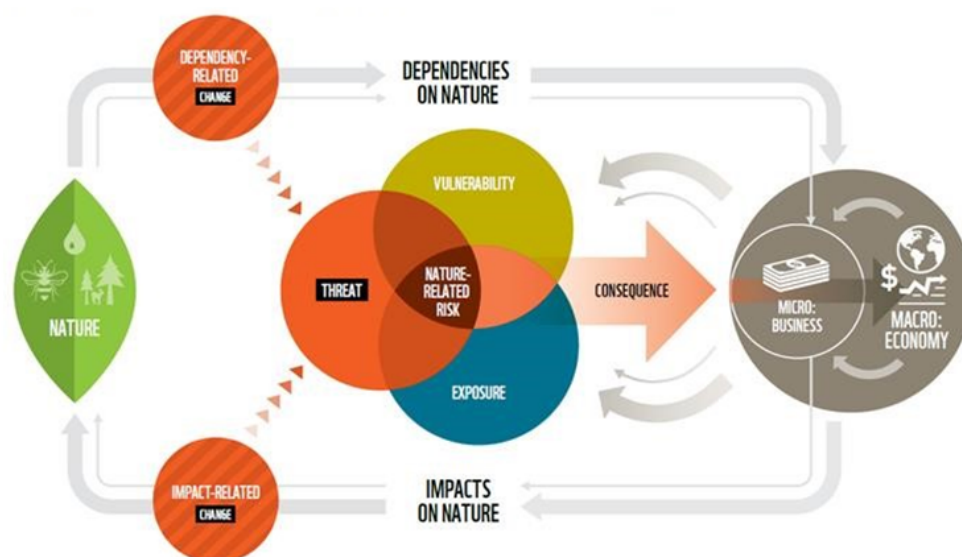 DEPENDENCY-
RELATED
CHANGE
DEPENDENCIES
ON NATURE
VULNERABILITY
NATURE
THREAT
NATURE-
RELATED
RISK
CONSEQUENCE
MICRO:
BUSINESS
$
MACRO:
ECONOMY
EXPOSURE
IMPACT-RELATED
CHANGE
IMPACTS
ON NATURE